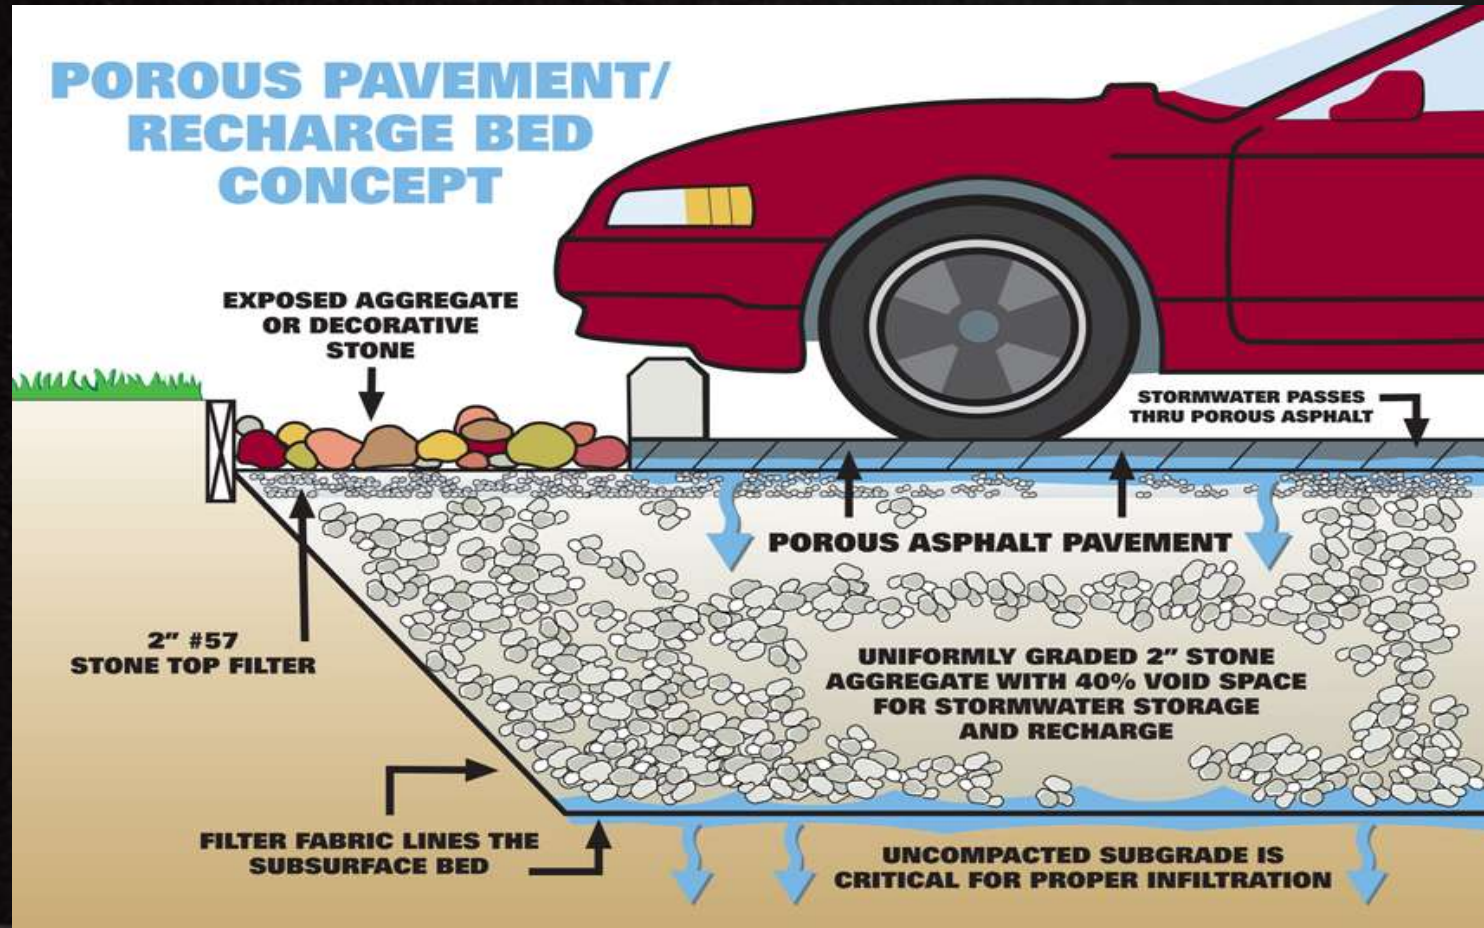 POROUS PAVEMENT/
RECHARGE BED
CONCEPT
EXPOSED AGGREGATE
OR DECORATIVE
STONE
STORMWATER PASSES
THRU POROUS ASPHALT
POROUS ASPHALT PAVEMENT
2" #57
STONE TOP FILTER
UNIFORMLY GRADED 2" STONE
AGGREGATE WITH 40% VOID SPACE
FOR STORMWATER STORAGE
AND RECHARGE
FILTER FABRIC LINES THE
SUBSURFACE BED
UNCOMPACTED SUBGRADE IS
CRITICAL FOR PROPER INFILTRATION